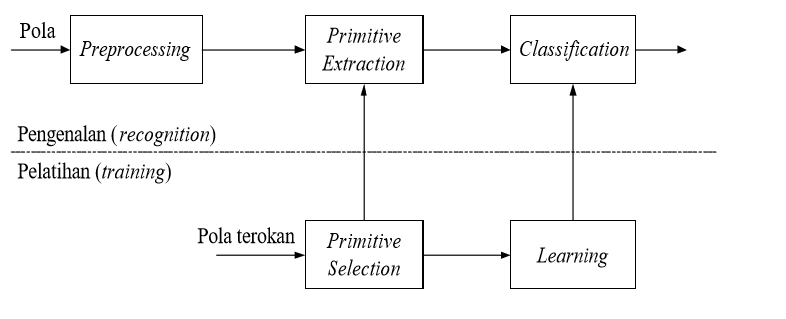 Pola
Preprocessing
Primitive
Extraction
Classification
Pengenalan (recognition)
Pelatihan (training)
Pola terokan
Primitive
Selection
Learning